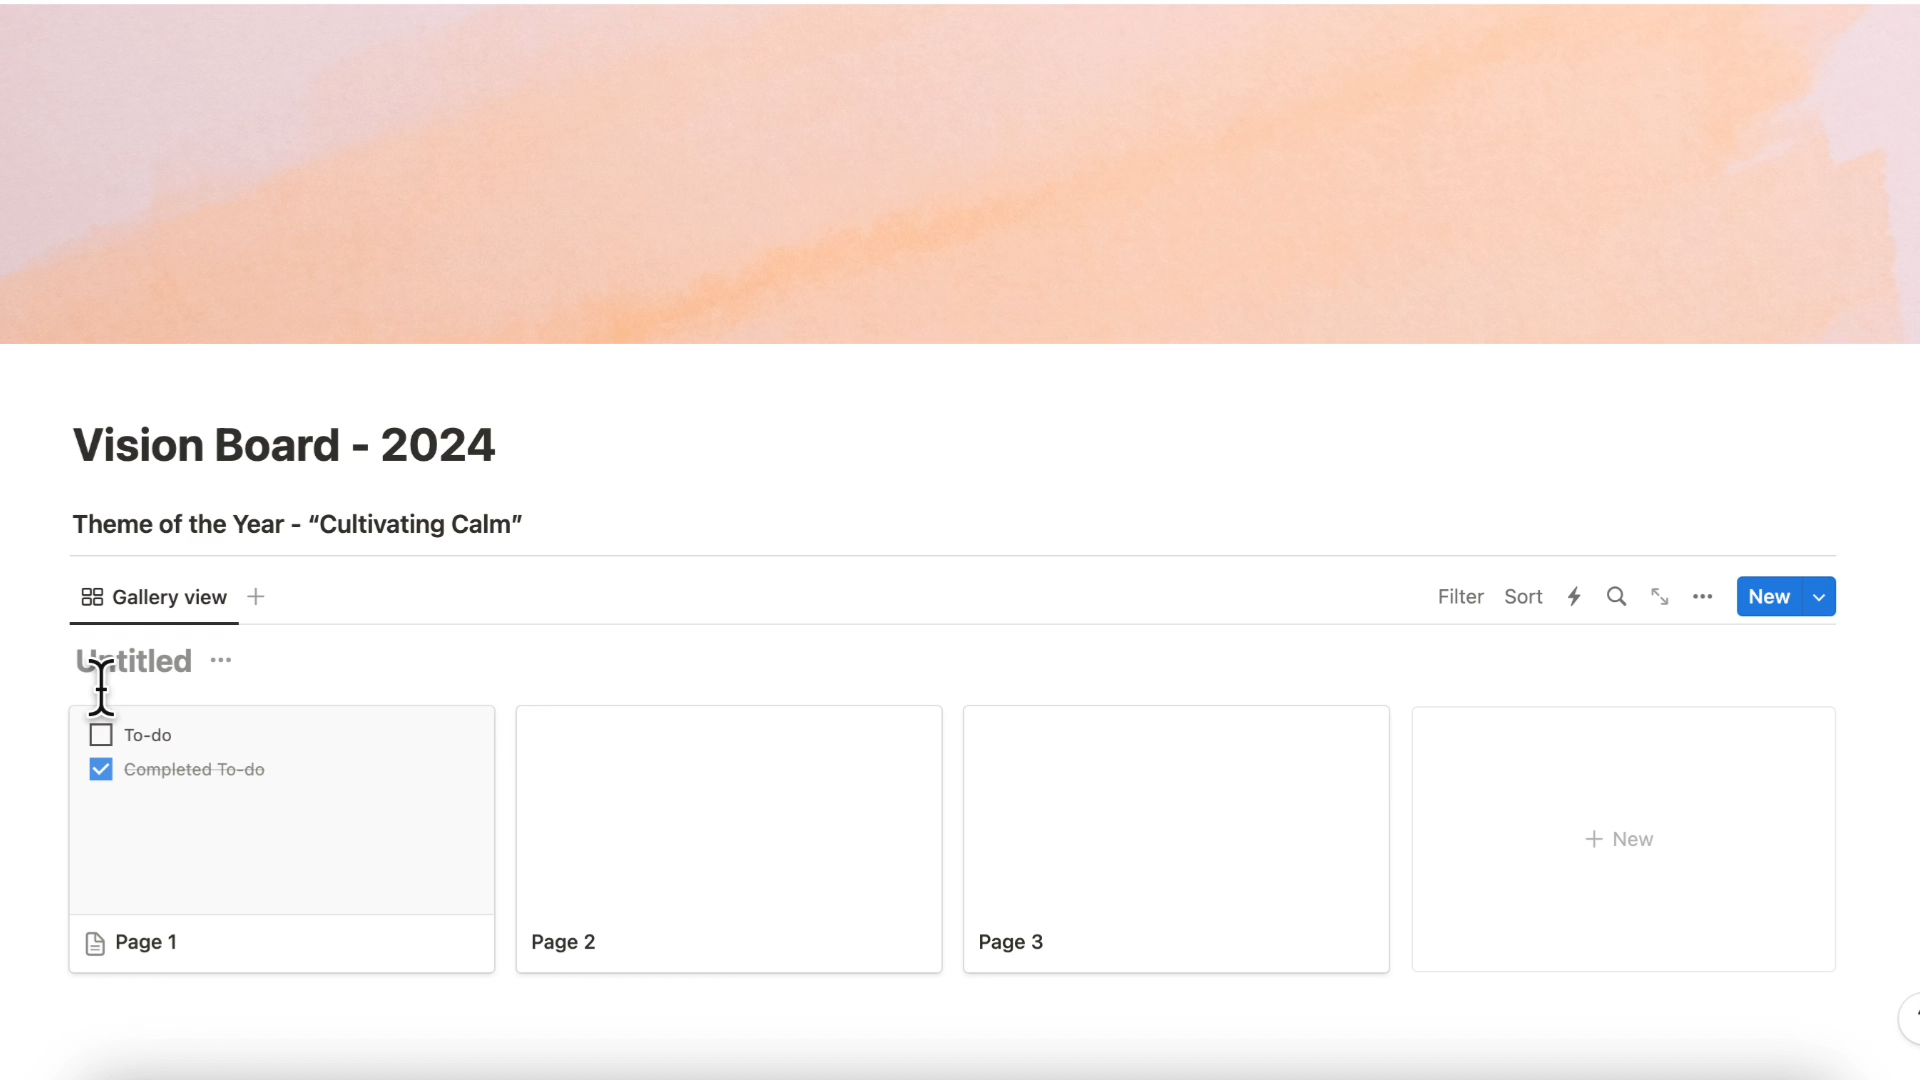 Vision Board - 2024
Theme of the Year - “Cultivating Calm”
Gallery view
Filter Sort New
Untitled
To-do
Completed To-do
New
Page 1
Page 2
Page 3